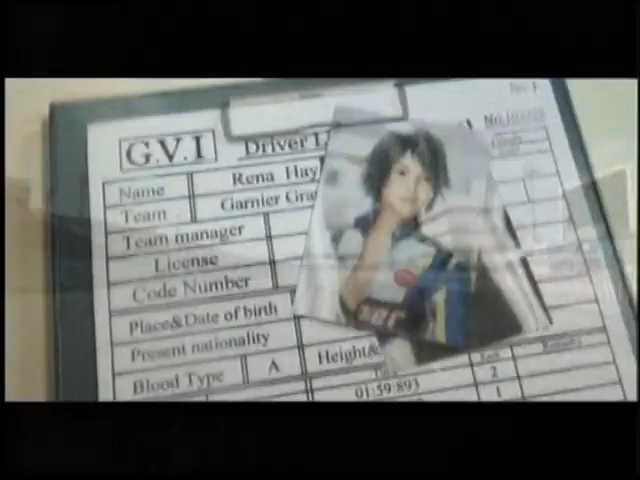 No.1
G.V.I Driver
Name Rena Hay
Team Garnier Gra
Team manager
License
Code Number
Place&Date of birth
Present nationality
Blood Type A Height&
01:59:893 2
1